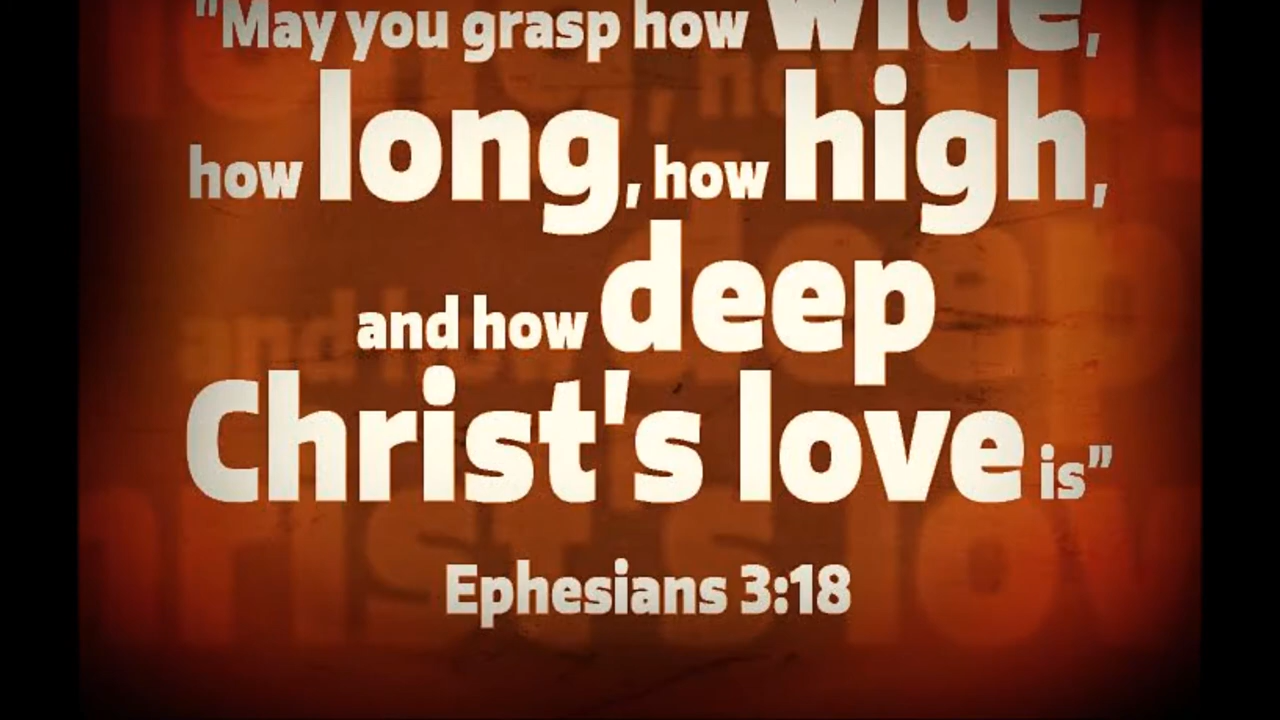 "May you grasp how wide,
how long, how high,
and how deep
Christ's love is”
Ephesians 3:18